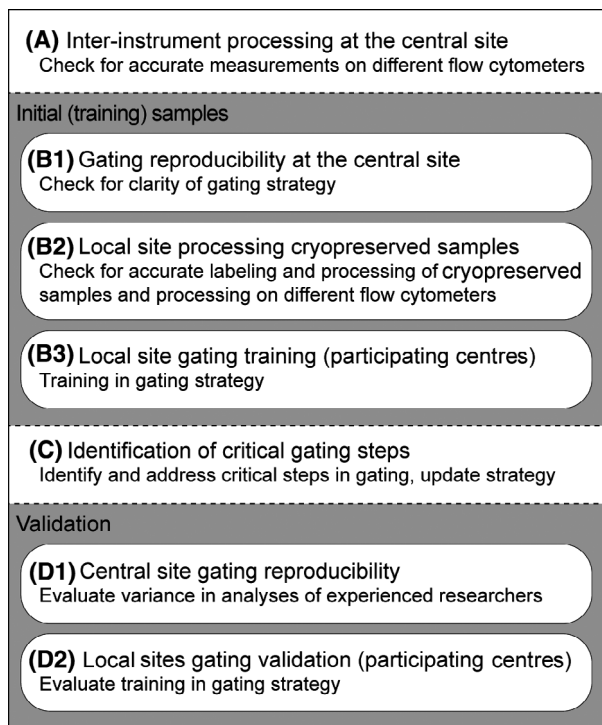 (A) Inter-instrument processing at the central site
Check for accurate measurements on different flow cytometers
Initial (training) samples
(B1) Gating reproducibility at the central site
Check for clarity of gating strategy
(B2) Local site processing cryopreserved samples
Check for accurate labeling and processing of cryopreserved
samples and processing on different flow cytometers
(B3) Local site gating training (participating centres)
Training in gating strategy
(C) Identification of critical gating steps
Identify and address critical steps in gating, update strategy
Validation
(D1) Central site gating reproducibility
Evaluate variance in analyses of experienced researchers
(D2) Local sites gating validation (participating centres)
Evaluate training in gating strategy